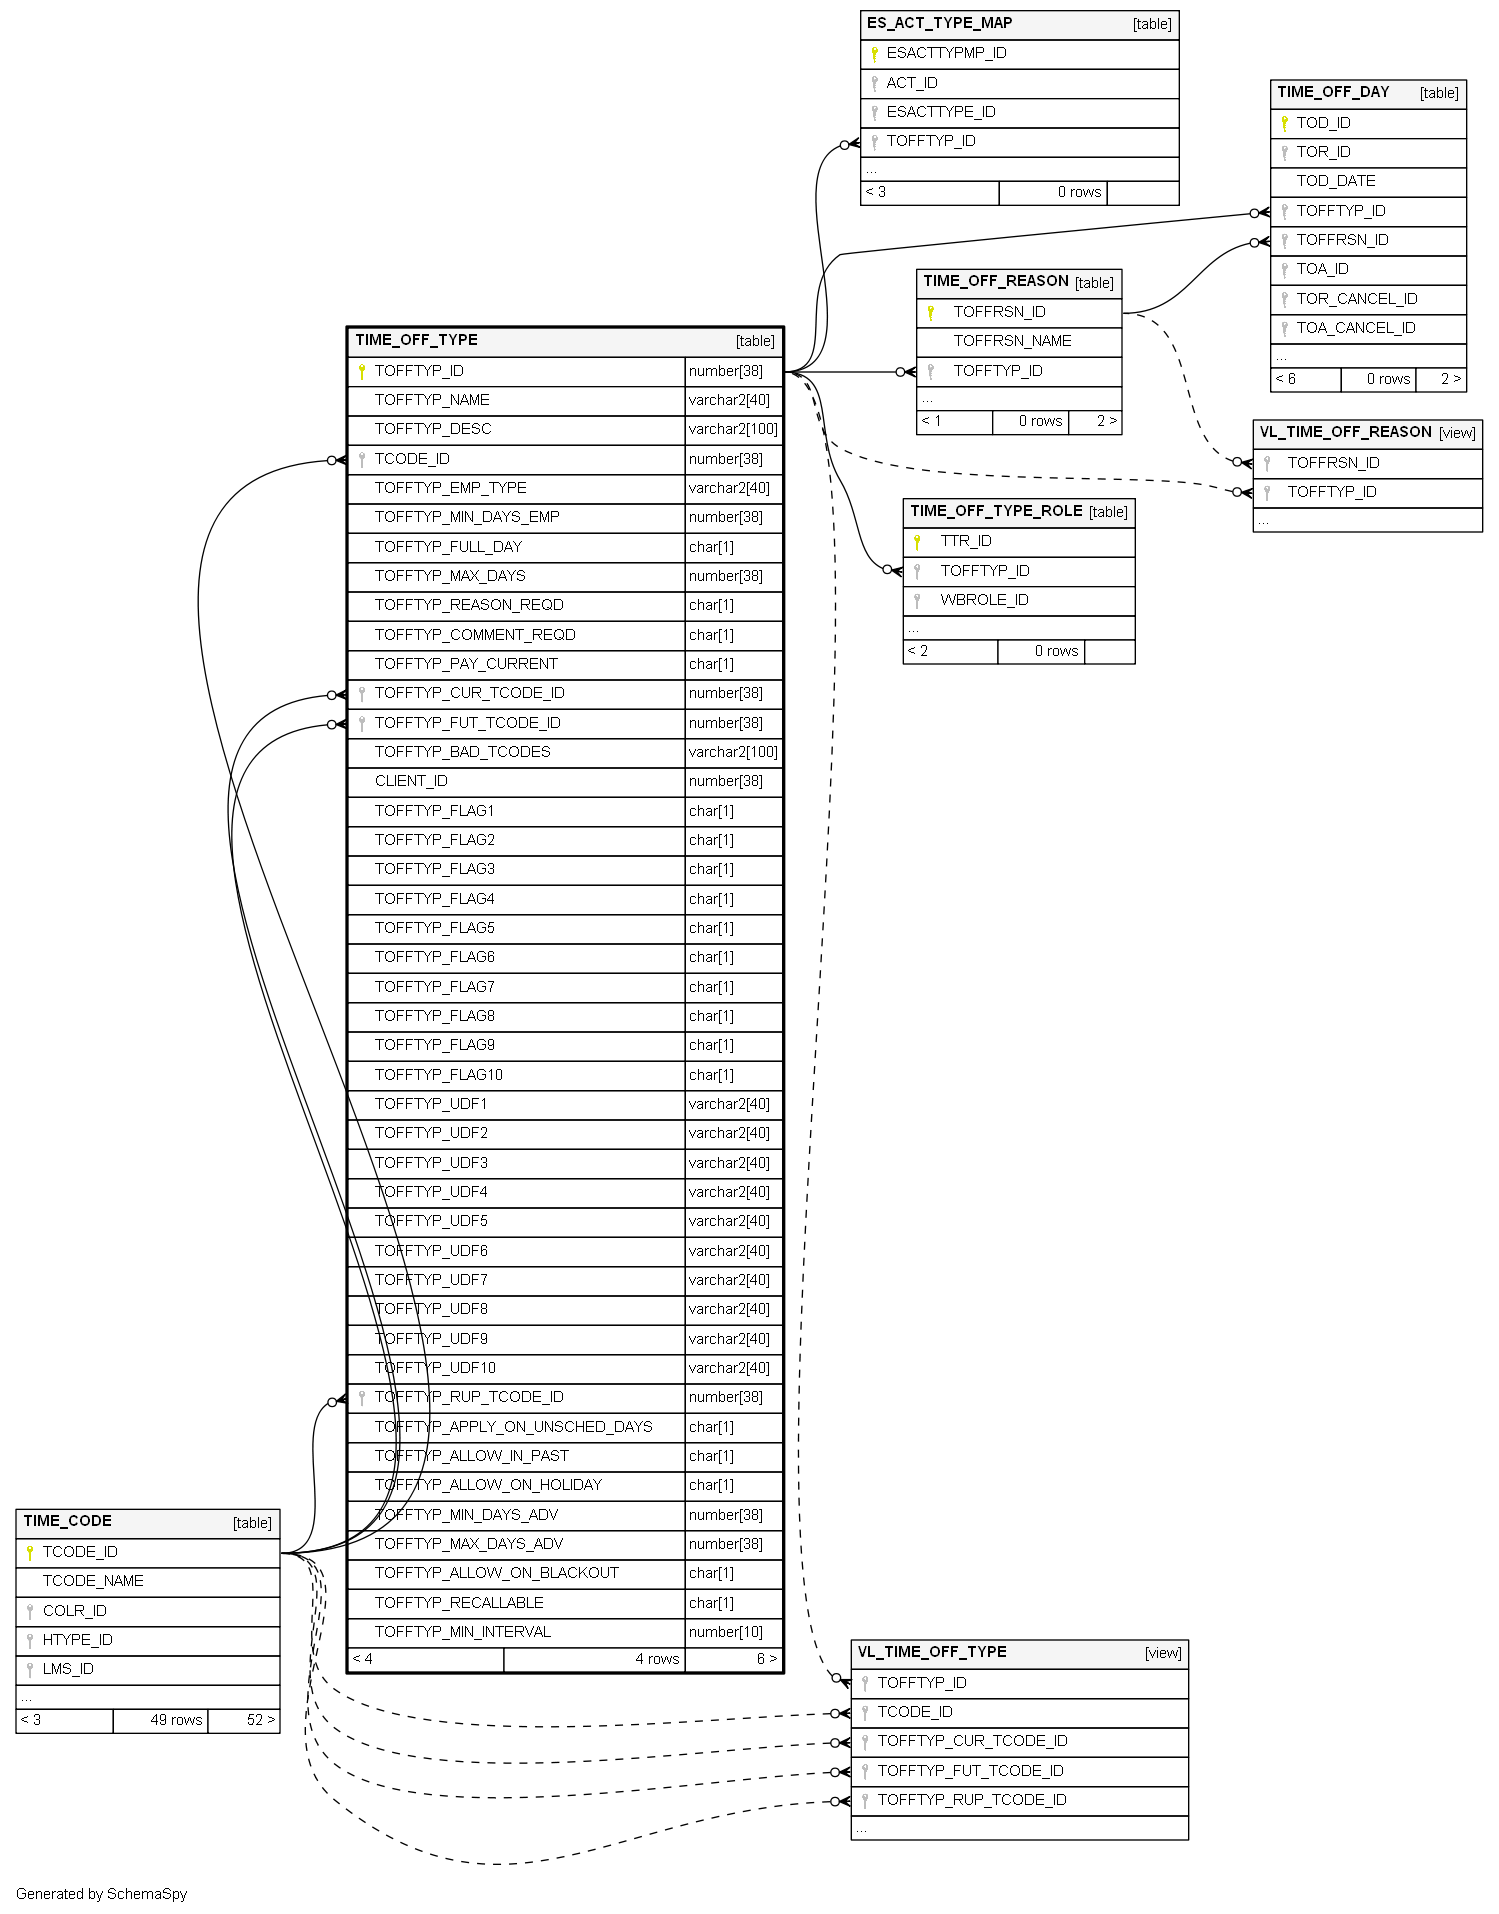 ES_ACT_TYPE_MAP [table]
ESACTTYPMP_ID
ACT_ID
ESACTTYPE_ID
TOFFTYP_ID
...
< 3 0 rows
TIME_OFF_DAY [table]
TOD_ID
TOR_ID
TOD_DATE
TOFFTYP_ID
TOFFRSN_ID
TOA_ID
TOR_CANCEL_ID
TOA_CANCEL_ID
...
< 6 0 rows 2 >
TIME_OFF_REASON [table]
TOFFRSN_ID
TOFFRSN_NAME
TOFFTYP_ID
...
< 1 0 rows 2 >
VL_TIME_OFF_REASON [view]
TOFFRSN_ID
TOFFTYP_ID
...
TIME_OFF_TYPE_ROLE [table]
TTR_ID
TOFFTYP_ID
WBROLE_ID
...
< 2 0 rows
TIME_OFF_TYPE [table]
TOFFTYP_ID number[38]
TOFFTYP_NAME varchar2[40]
TOFFTYP_DESC varchar2[100]
TCODE_ID number[38]
TOFFTYP_EMP_TYPE varchar2[40]
TOFFTYP_MIN_DAYS_EMP number[38]
TOFFTYP_FULL_DAY char[1]
TOFFTYP_MAX_DAYS number[38]
TOFFTYP_REASON_REQD char[1]
TOFFTYP_COMMENT_REQD char[1]
TOFFTYP_PAY_CURRENT char[1]
TOFFTYP_CUR_TCODE_ID number[38]
TOFFTYP_FUT_TCODE_ID number[38]
TOFFTYP_BAD_TCODES varchar2[100]
CLIENT_ID number[38]
TOFFTYP_FLAG1 char[1]
TOFFTYP_FLAG2 char[1]
TOFFTYP_FLAG3 char[1]
TOFFTYP_FLAG4 char[1]
TOFFTYP_FLAG5 char[1]
TOFFTYP_FLAG6 char[1]
TOFFTYP_FLAG7 char[1]
TOFFTYP_FLAG8 char[1]
TOFFTYP_FLAG9 char[1]
TOFFTYP_FLAG10 char[1]
TOFFTYP_UDF1 varchar2[40]
TOFFTYP_UDF2 varchar2[40]
TOFFTYP_UDF3 varchar2[40]
TOFFTYP_UDF4 varchar2[40]
TOFFTYP_UDF5 varchar2[40]
TOFFTYP_UDF6 varchar2[40]
TOFFTYP_UDF7 varchar2[40]
TOFFTYP_UDF8 varchar2[40]
TOFFTYP_UDF9 varchar2[40]
TOFFTYP_UDF10 varchar2[40]
TOFFTYP_RUP_TCODE_ID number[38]
TOFFTYP_APPLY_ON_UNSCHED_DAYS char[1]
TOFFTYP_ALLOW_IN_PAST char[1]
TOFFTYP_ALLOW_ON_HOLIDAY char[1]
TOFFTYP_MIN_DAYS_ADV number[38]
TOFFTYP_MAX_DAYS_ADV number[38]
TOFFTYP_ALLOW_ON_BLACKOUT char[1]
TOFFTYP_RECALLABLE char[1]
TOFFTYP_MIN_INTERVAL number[10]
< 4 4 rows 6 >
TIME_CODE [table]
TCODE_ID
TCODE_NAME
COLR_ID
HTYPE_ID
LMS_ID
...
< 3 49 rows 52 >
VL_TIME_OFF_TYPE [view]
TOFFTYP_ID
TCODE_ID
TOFFTYP_CUR_TCODE_ID
TOFFTYP_FUT_TCODE_ID
TOFFTYP_RUP_TCODE_ID
...
Generated by SchemaSpy